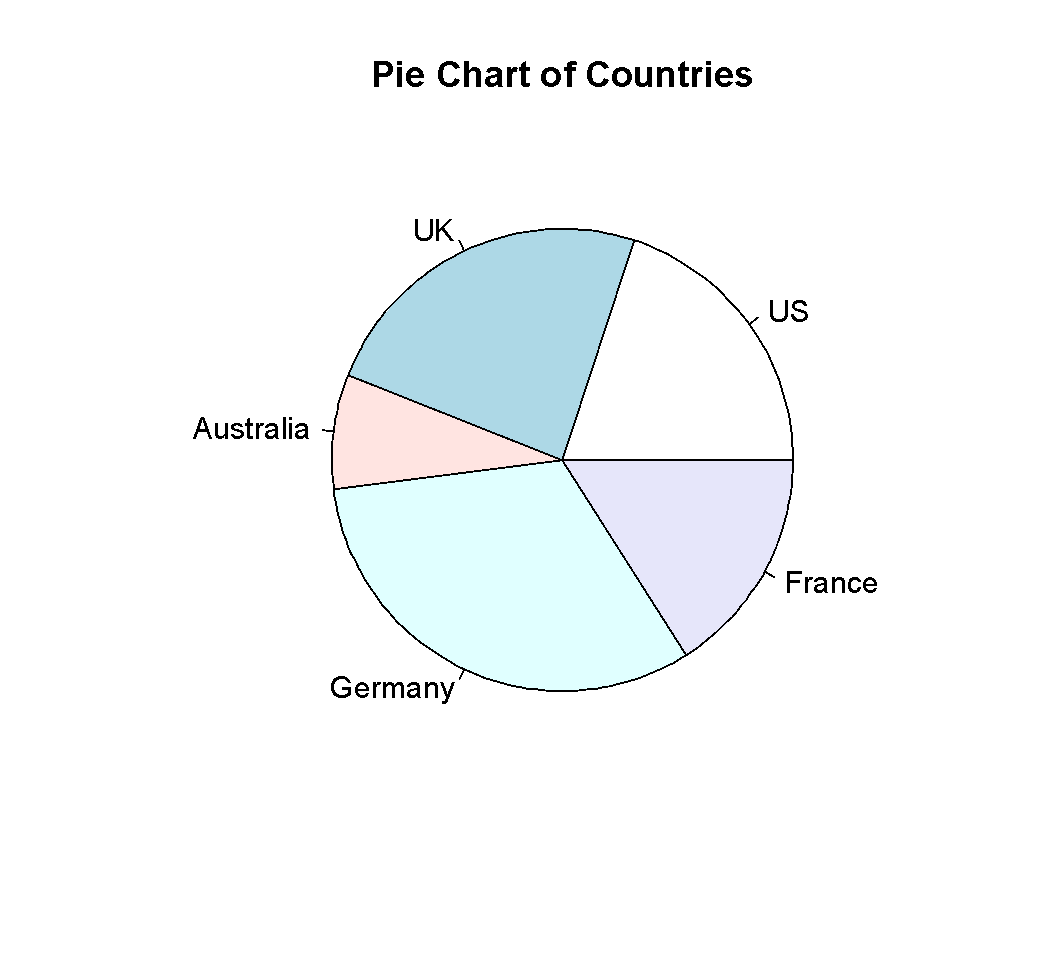 Pie Chart of Countries
UK
US
Australia
France
Germany